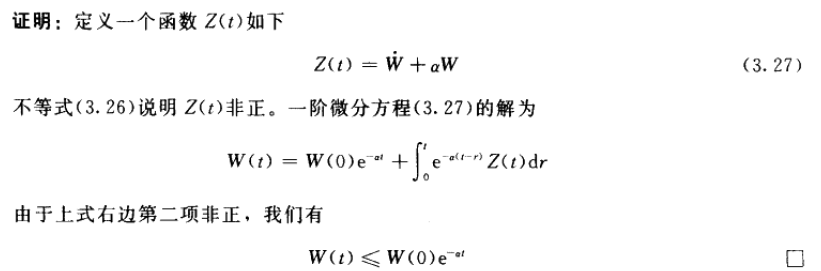 证明：定义一个函数 Z(t)如下
Z(t) = Ẇ + αW (3.27)
不等式(3.26)说明 Z(t)非正。一阶微分方程(3.27)的解为
W(t) = W(0)e^{-αt} + ∫_0^t e^{-α(t-r)} Z(t)dr
由于上式右边第二项非正，我们有
W(t) ⩽ W(0)e^{-αt} □